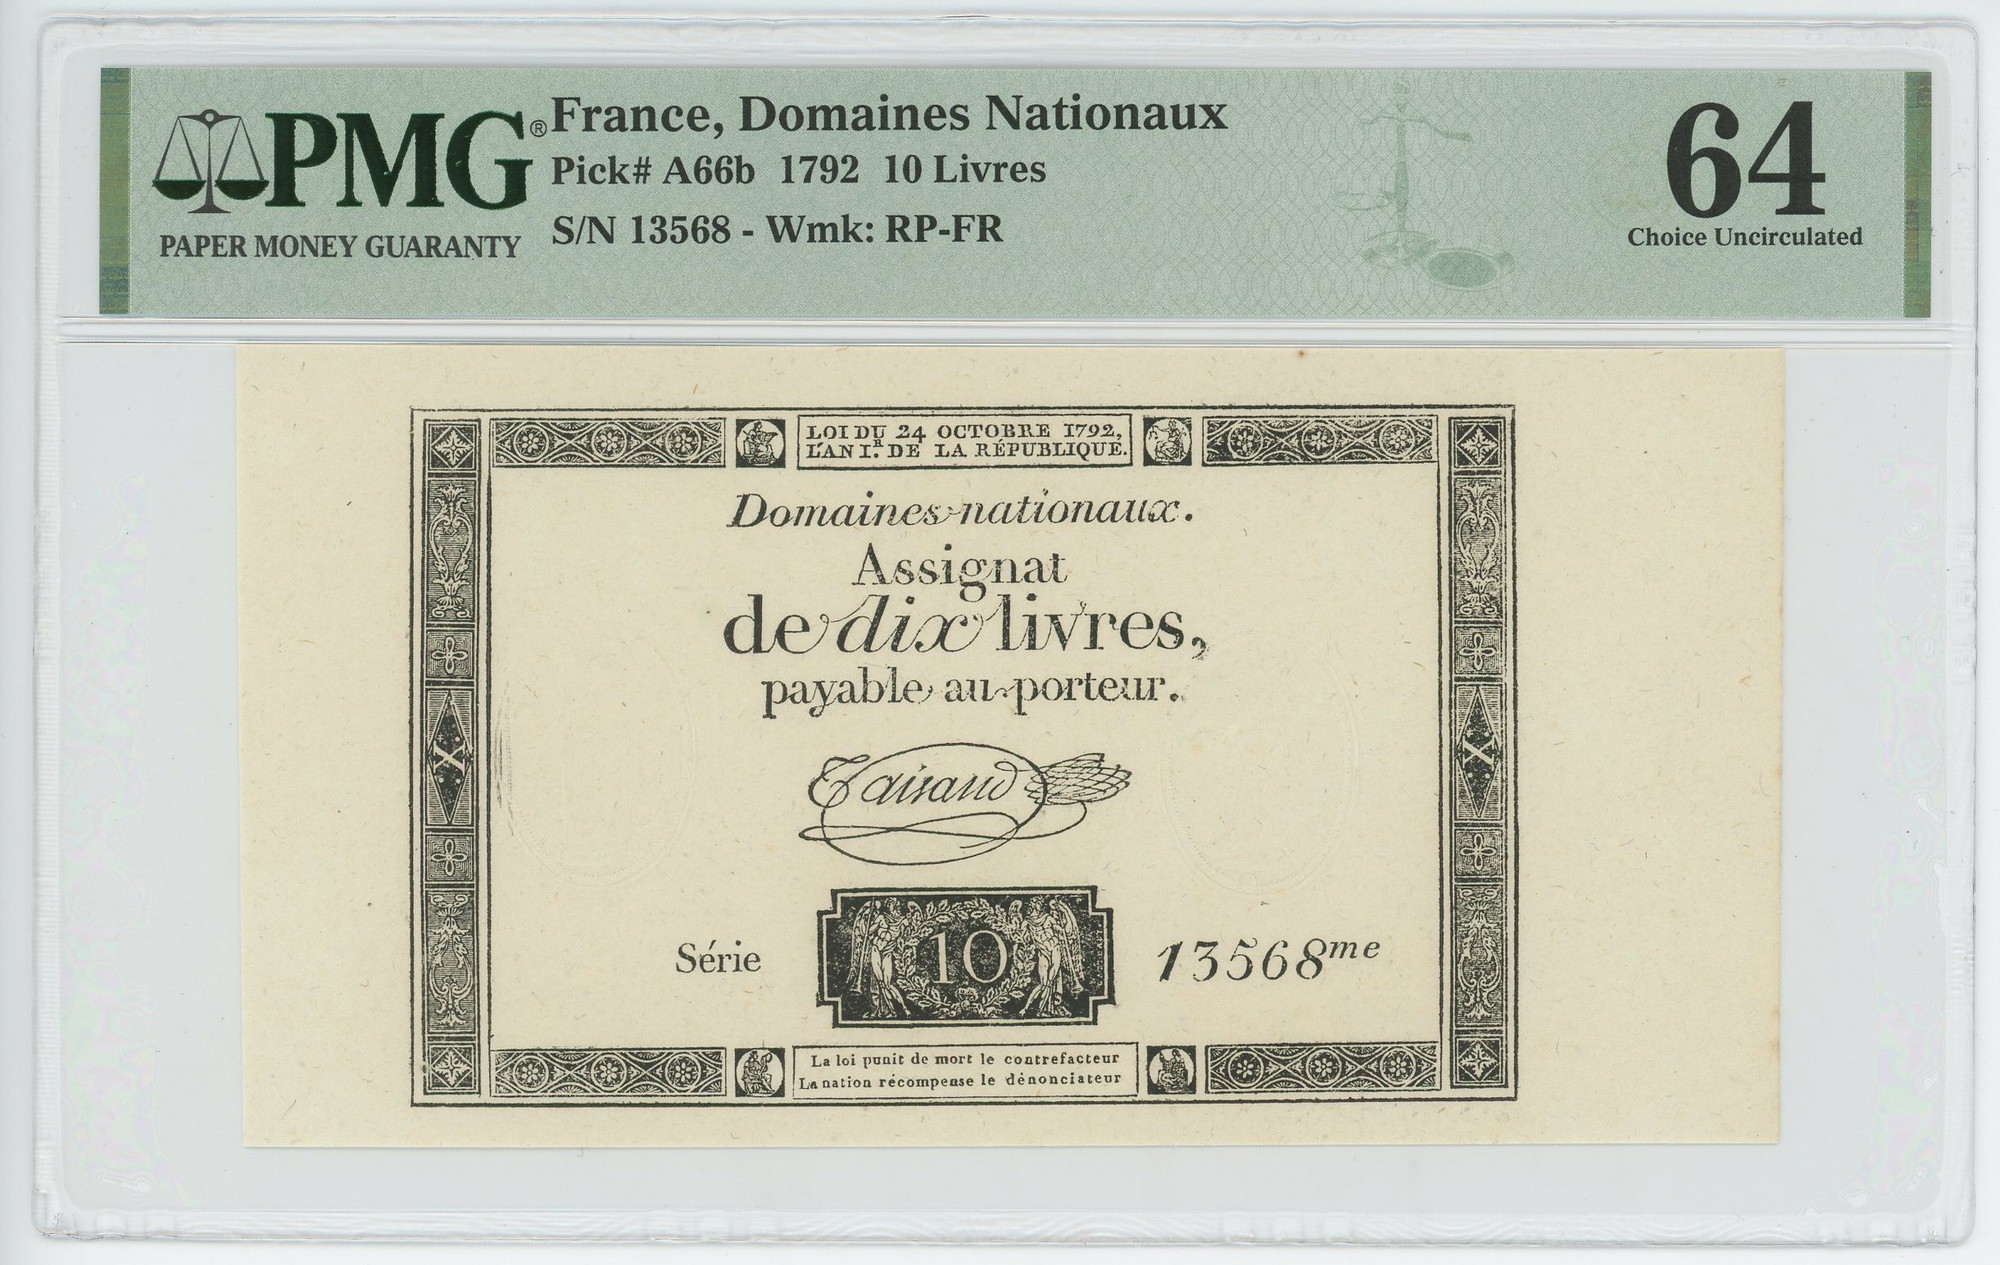 PMG®
PAPER MONEY GUARANTY
France, Domaines Nationaux
Pick# A66b 1792 10 Livres
S/N 13568 - Wmk: RP-FR
64
Choice Uncirculated
LOI DU 24 OCTOBRE 1792,
L'AN I.R DE LA RÉPUBLIQUE.
Domaines nationaux.
Assignat
de dix livres,
payable au porteur.
Taisaud
X
X
Série
10
13568me
La loi punit de mort le contrefacteur
La nation récompense le dénonciateur